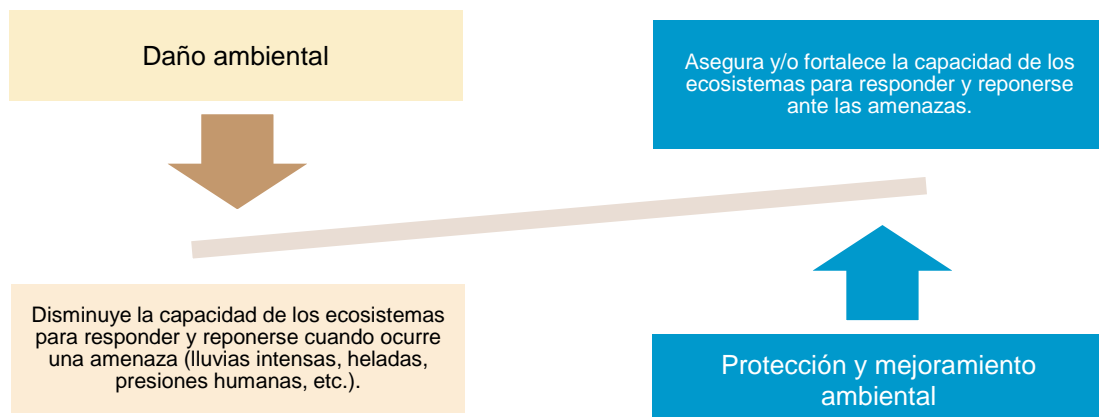 Daño ambiental
Disminuye la capacidad de los ecosistemas
para responder y reponerse cuando ocurre
una amenaza (lluvias intensas, heladas,
presiones humanas, etc.).
Asegura y/o fortalece la capacidad de los
ecosistemas para responder y reponerse
ante las amenazas.
Protección y mejoramiento
ambiental